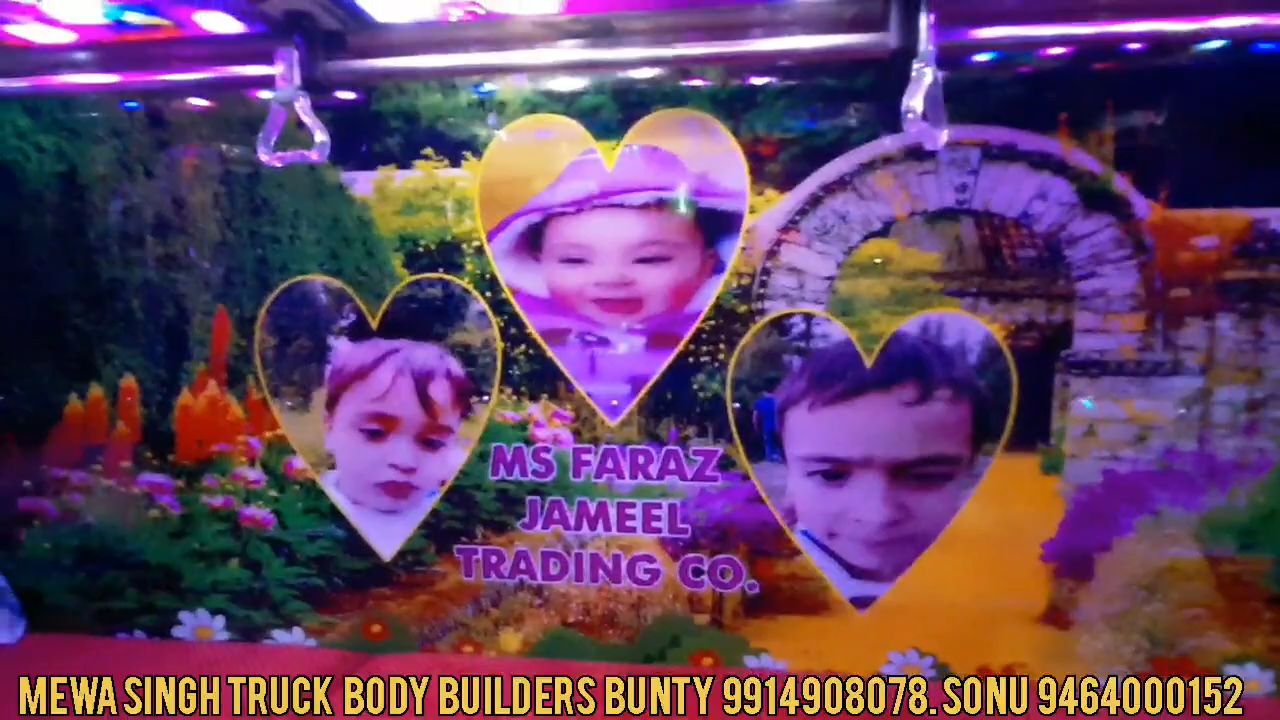 MS FARAZ
JAMEEL
TRADING CO.
MEWA SINGH TRUCK BODY BUILDERS BUNTY 9914908078. SONU 9464000152